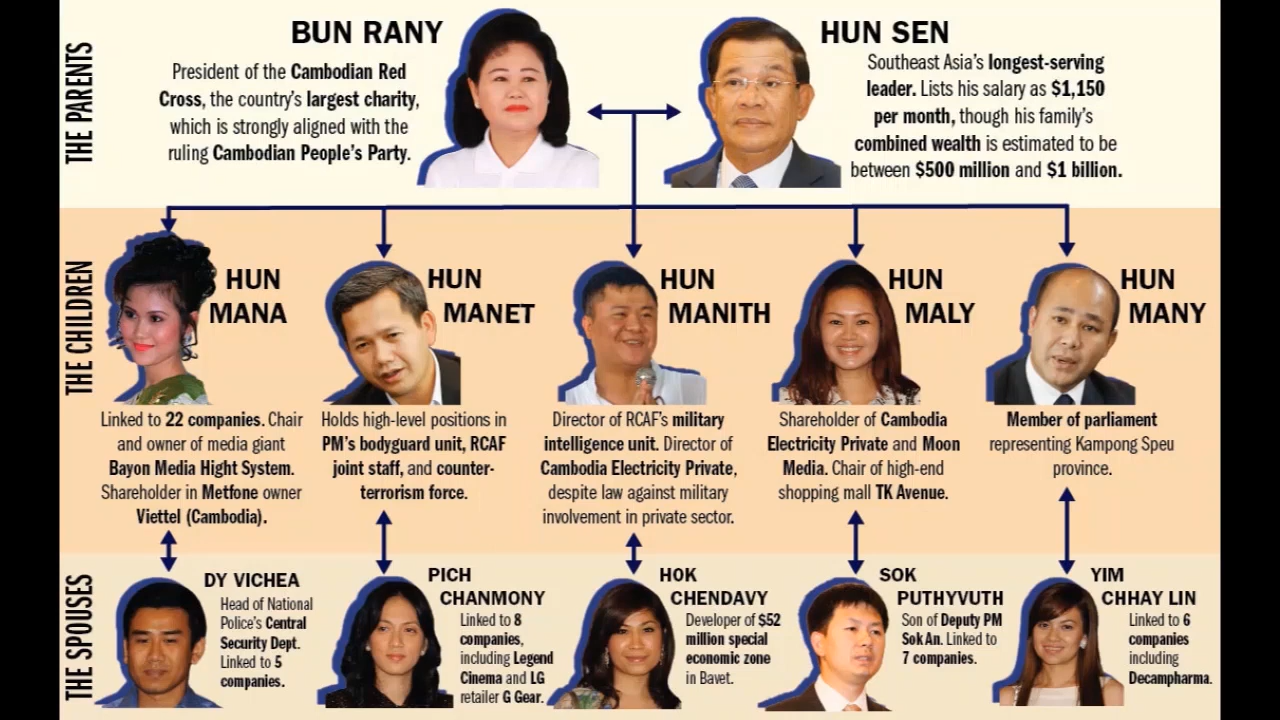 THE PARENTS
BUN RANY
President of the Cambodian Red
Cross, the country's largest charity,
which is strongly aligned with the
ruling Cambodian People's Party.
HUN SEN
Southeast Asia's longest-serving
leader. Lists his salary as $1,150
per month, though his family's
combined wealth is estimated to be
between $500 million and $1 billion.
THE CHILDREN
HUN
MANA
Linked to 22 companies. Chair
and owner of media giant
Bayon Media Hight System.
Shareholder in Metfone owner
Viettel (Cambodia).
HUN
MANET
Holds high-level positions in
PM's bodyguard unit, RCAF
joint staff, and counter-
terrorism force.
HUN
MANITH
Director of RCAF's military
intelligence unit. Director of
Cambodia Electricity Private,
despite law against military
involvement in private sector.
HUN
MALY
Shareholder of Cambodia
Electricity Private and Moon
Media. Chair of high-end
shopping mall TK Avenue.
HUN
MANY
Member of parliament
representing Kampong Speu
province.
THE SPOUSES
DY VICHEA
Head of National
Police's Central
Security Dept.
Linked to 5
companies.
PICH
CHANMONY
Linked to 8
companies,
including Legend
Cinema and LG
retailer G Gear.
HOK
CHENDAVY
Developer of $52
million special
economic zone
in Bavet.
SOK
PUTHYVUTH
Son of Deputy PM
Sok An. Linked to
7 companies.
YIM
CHHAY LIN
Linked to 6
companies
including
Decampharma.